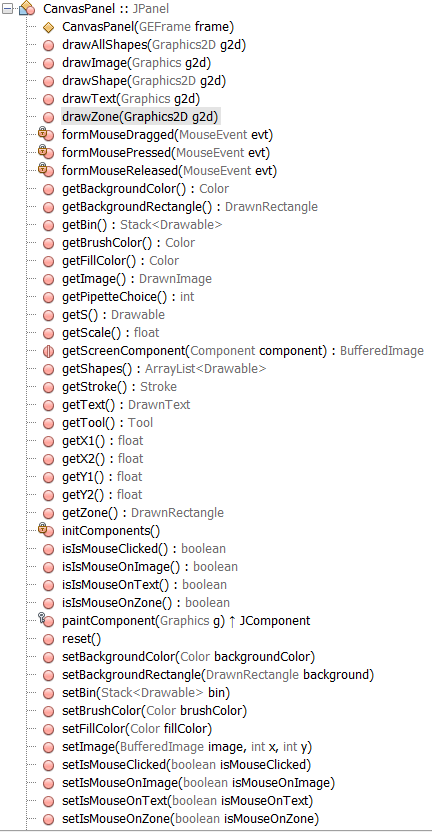 CanvasPanel :: JPanel
CanvasPanel(GEFrame frame)
drawAllShapes(Graphics2D g2d)
drawImage(Graphics g2d)
drawShape(Graphics2D g2d)
drawText(Graphics g2d)
drawZone(Graphics2D g2d)
formMouseDragged(MouseEvent evt)
formMousePressed(MouseEvent evt)
formMouseReleased(MouseEvent evt)
getBackgroundColor() : Color
getBackgroundRectangle() : DrawnRectangle
getBin() : Stack<Drawable>
getBrushColor() : Color
getFillColor() : Color
getImage() : DrawnImage
getPipetteChoice() : int
getS() : Drawable
getScale() : float
getScreenComponent(Component component) : BufferedImage
getShapes() : ArrayList<Drawable>
getStroke() : Stroke
getText() : DrawnText
getTool() : Tool
getX1() : float
getX2() : float
getY1() : float
getY2() : float
getZone() : DrawnRectangle
initComponents()
isIsMouseClicked() : boolean
isIsMouseOnImage() : boolean
isIsMouseOnText() : boolean
isIsMouseOnZone() : boolean
paintComponent(Graphics g) ↑ JComponent
reset()
setBackgroundColor(Color backgroundColor)
setBackgroundRectangle(DrawnRectangle background)
setBin(Stack<Drawable> bin)
setBrushColor(Color brushColor)
setFillColor(Color fillColor)
setImage(BufferedImage image, int x, int y)
setIsMouseClicked(boolean isMouseClicked)
setIsMouseOnImage(boolean isMouseOnImage)
setIsMouseOnText(boolean isMouseOnText)
setIsMouseOnZone(boolean isMouseOnZone)